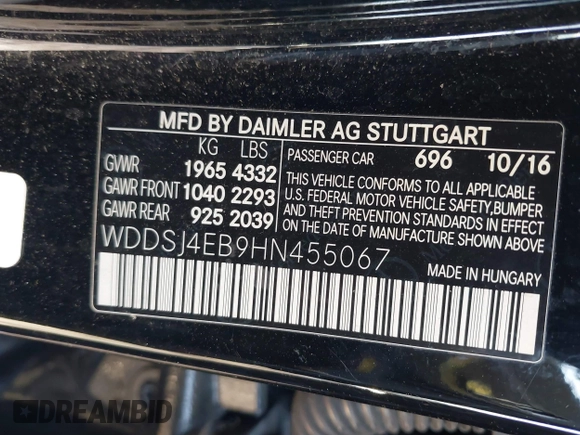 MFD BY DAIMLER AG STUTTGART
KG LBS
GVWR 1965 4332
GAWR FRONT 1040 2293
GAWR REAR 925 2039
PASSENGER CAR 696 10/16
THIS VEHICLE CONFORMS TO ALL APPLICABLE
U.S. FEDERAL MOTOR VEHICLE SAFETY, BUMPER
AND THEFT PREVENTION STANDARDS IN EFFECT
ON THE DATE OF MANUFACTURE SHOWN ABOVE.
WDDSJ4EB9HN455067
MADE IN HUNGARY
DREAMBID